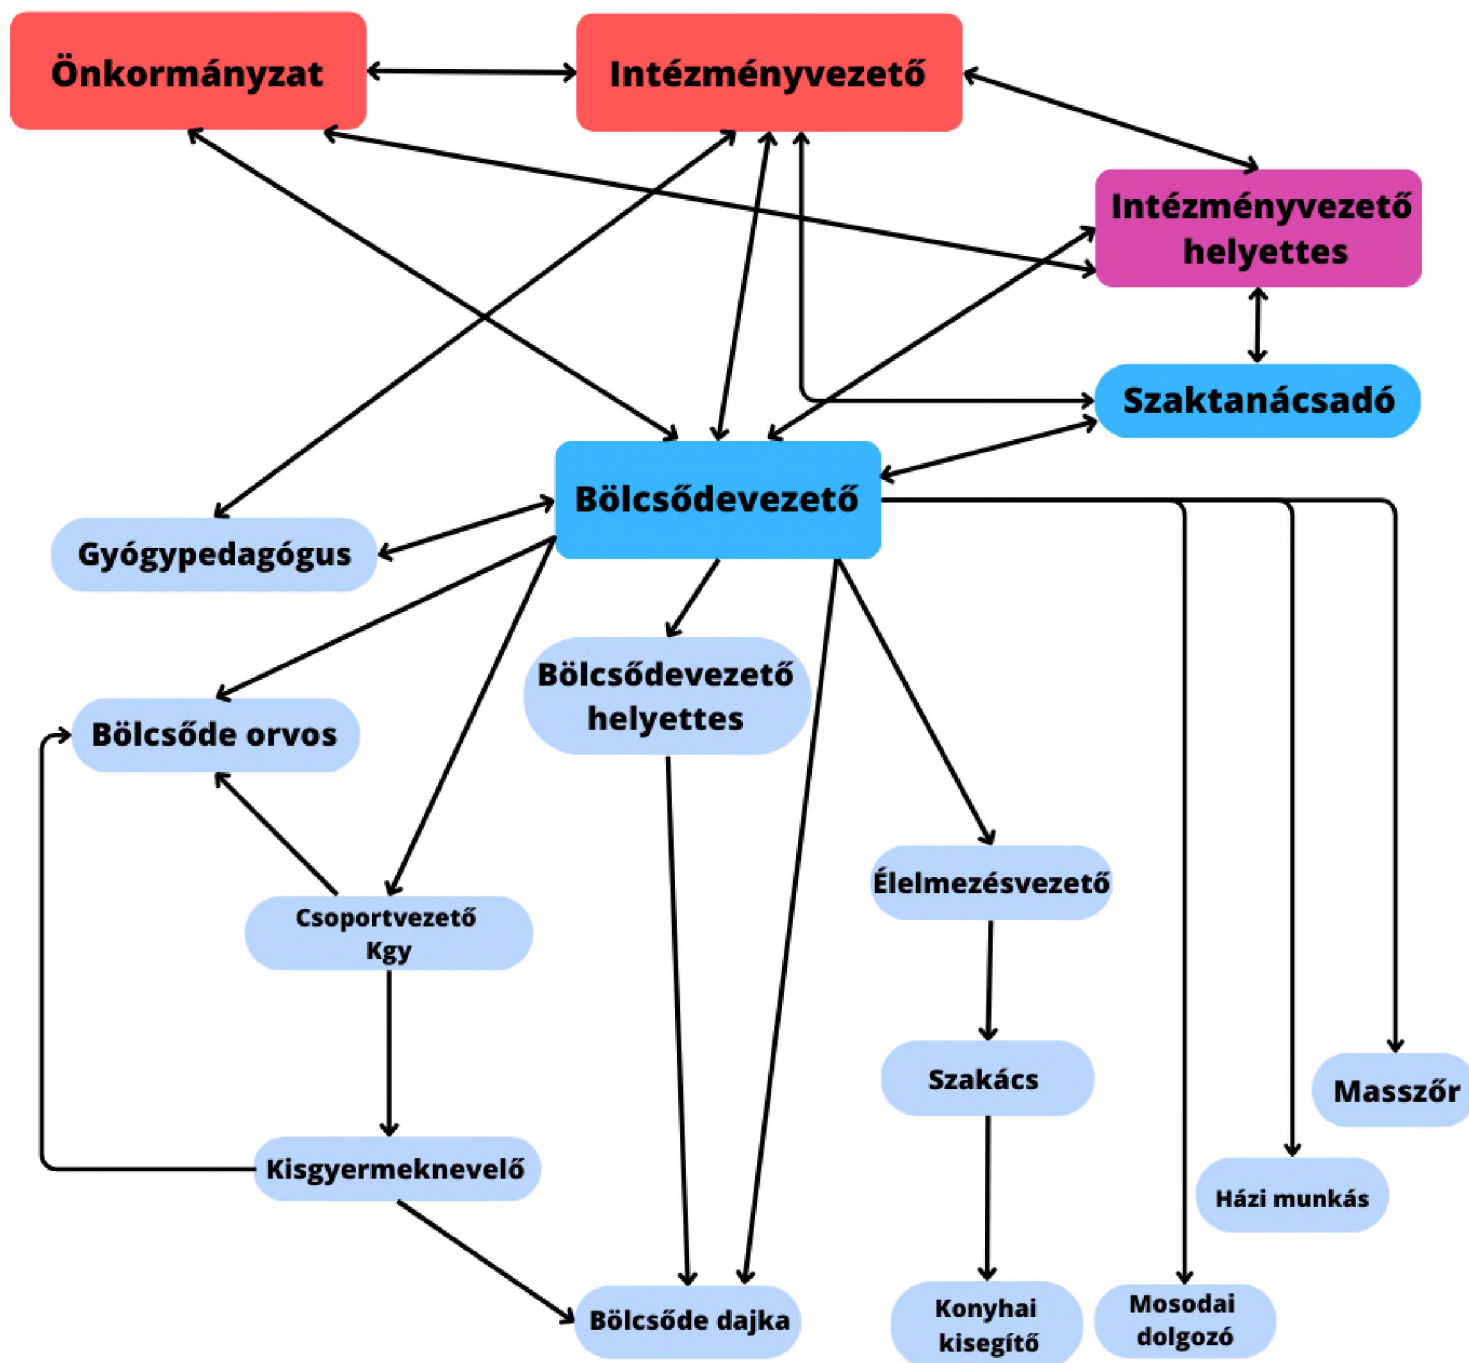 Önkormányzat
Intézményvezető
Intézményvezető
helyettes
Szaktanácsadó
Bölcsődevezető
Gyógypedagógus
Bölcsődevezető
helyettes
Bölcsőde orvos
Élelmezésvezető
Csoportvezető
Kgy
Szakács
Masszőr
Kisgyermeknevelő
Házi munkás
Bölcsőde dajka
Konyhai
kisegítő
Mosodai
dolgozó